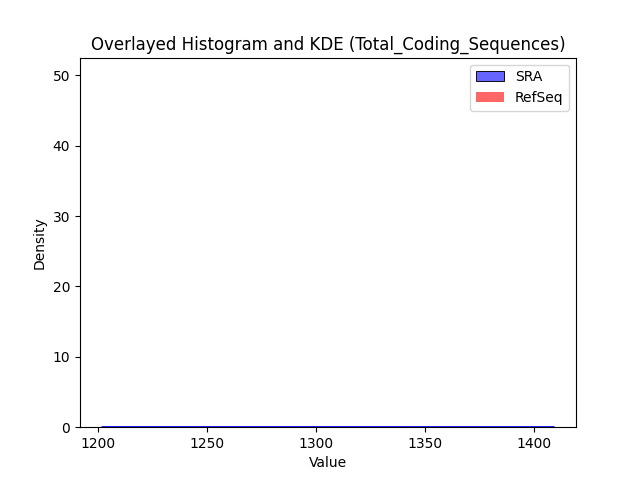 Overlayed Histogram and KDE (Total_Coding_Sequences)
SRA
RefSeq
50
40
30
20
10
0
Density
1200 1250 1300 1350 1400
Value